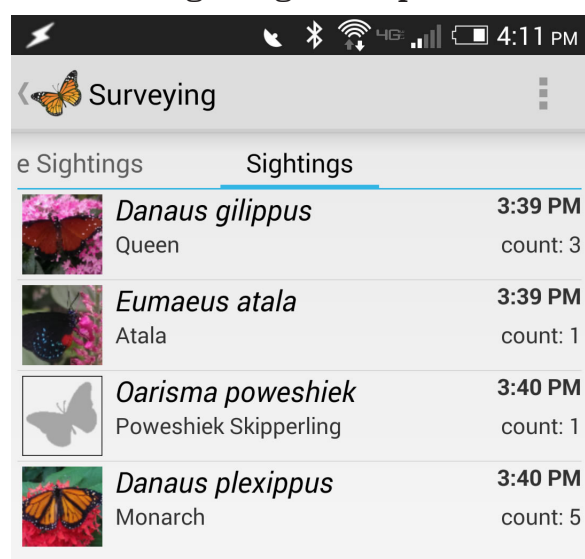 4G 4:11 PM
Surveying
e Sightings Sightings
Danaus gilippus 3:39 PM
Queen count: 3
Eumaeus atala 3:39 PM
Atala count: 1
Oarisma poweshiek 3:40 PM
Poweshiek Skipperling count: 1
Danaus plexippus 3:40 PM
Monarch count: 5